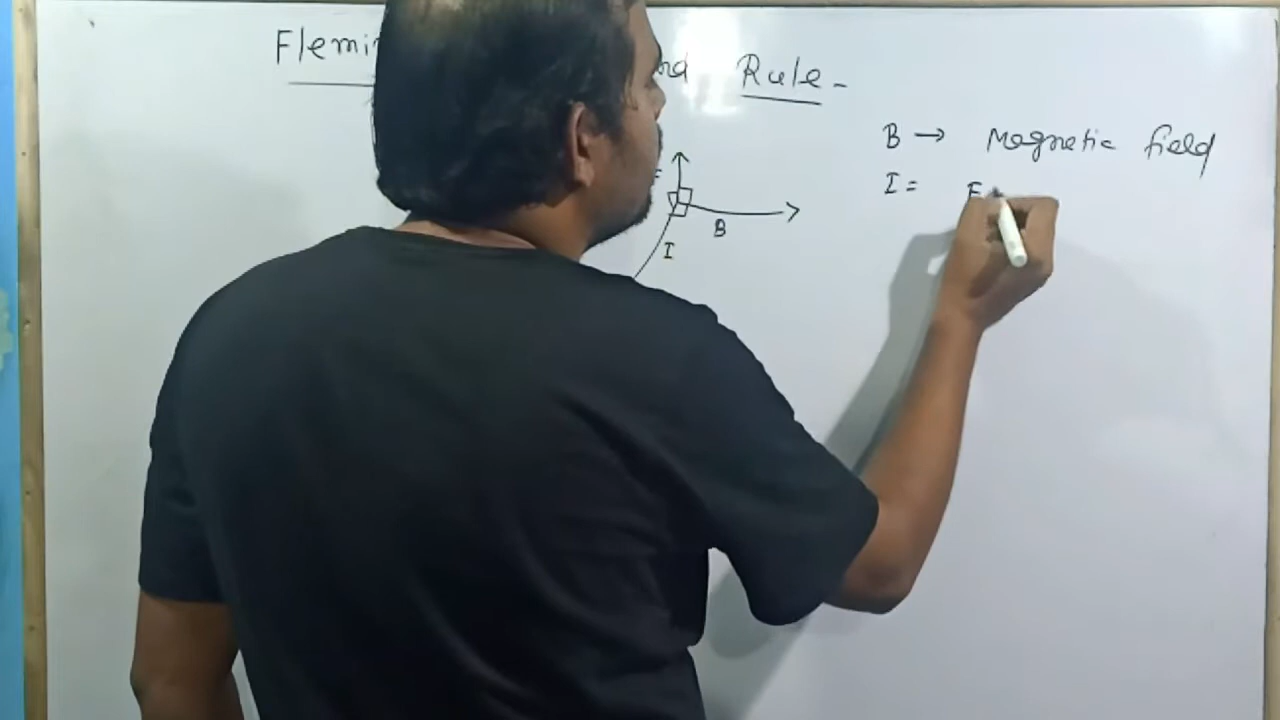 Flemi nd Rule -
B → Magnetic field
I =
F
B
I